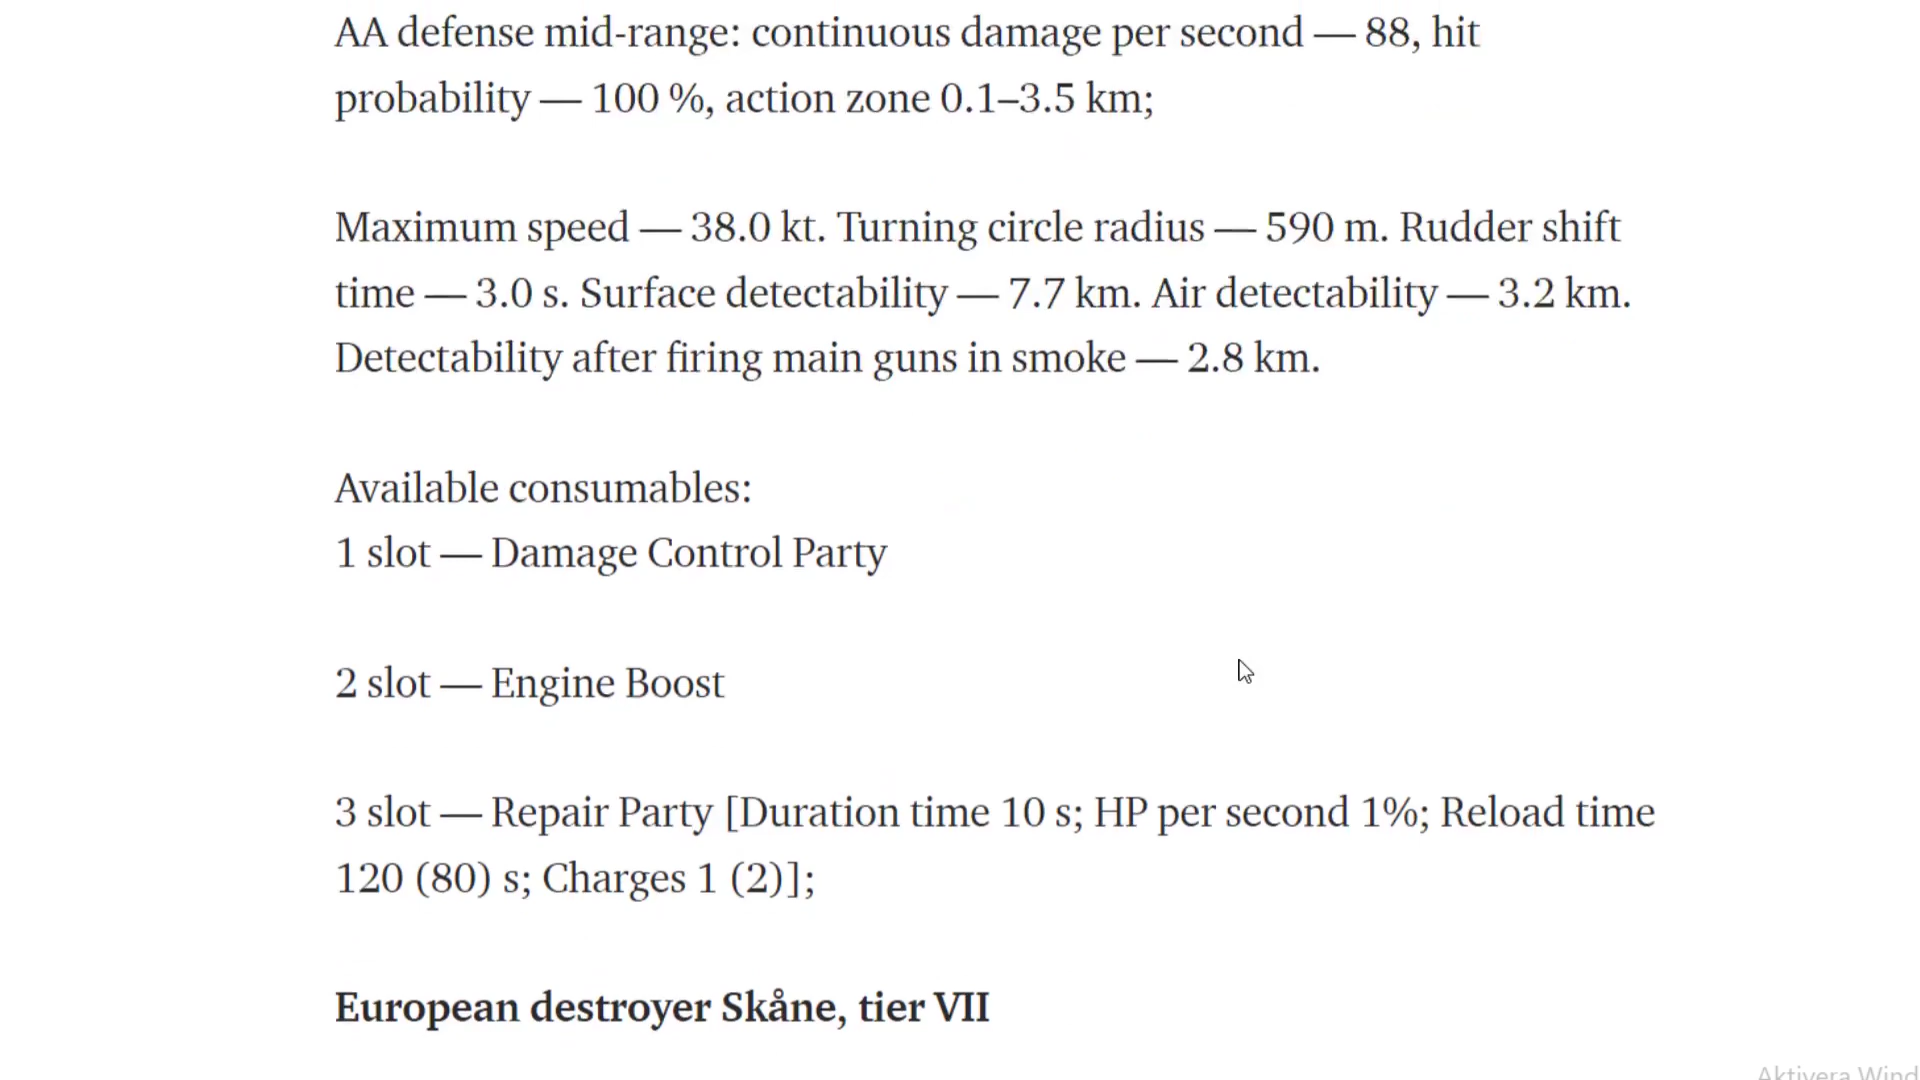 AA defense mid-range: continuous damage per second — 88, hit
probability — 100 %, action zone 0.1–3.5 km;
Maximum speed — 38.0 kt. Turning circle radius — 590 m. Rudder shift
time — 3.0 s. Surface detectability — 7.7 km. Air detectability — 3.2 km.
Detectability after firing main guns in smoke — 2.8 km.
Available consumables:
1 slot — Damage Control Party
2 slot — Engine Boost
3 slot — Repair Party [Duration time 10 s; HP per second 1%; Reload time
120 (80) s; Charges 1 (2)];
European destroyer Skåne, tier VII
Aktivera Wind